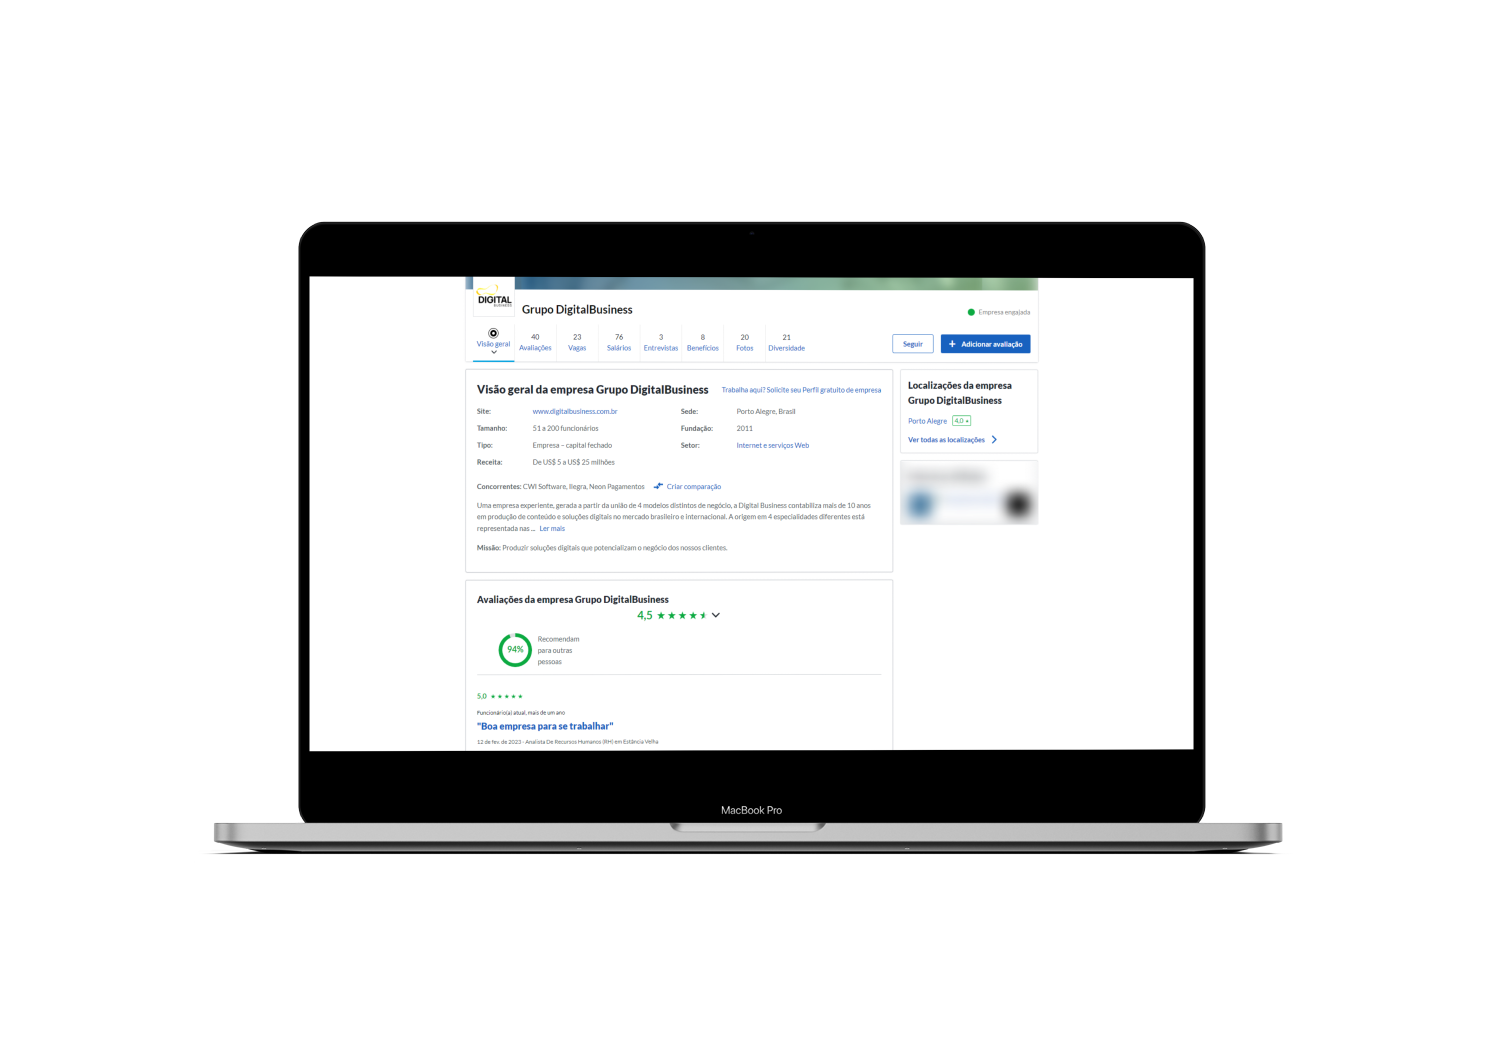 DIGITAL
BUSINESS
Grupo DigitalBusiness
Empresa engajada
Visão geral
40
Avaliações
23
Vagas
76
Salários
3
Entrevistas
8
Benefícios
20
Fotos
21
Diversidade
Seguir
+ Adicionar avaliação
Visão geral da empresa Grupo DigitalBusiness
Trabalha aqui? Solicite seu Perfil gratuito de empresa
Site: www.digitalbusiness.com.br
Sede: Porto Alegre, Brasil
Tamanho: 51 a 200 funcionários
Fundação: 2011
Tipo: Empresa – capital fechado
Setor: Internet e serviços Web
Receita: De US$ 5 a US$ 25 milhões
Concorrentes: CWI Software, Ilegra, Neon Pagamentos Criar comparação
Uma empresa experiente, gerada a partir da união de 4 modelos distintos de negócio, a Digital Business contabiliza mais de 10 anos
em produção de conteúdo e soluções digitais no mercado brasileiro e internacional. A origem em 4 especialidades diferentes está
representada nas ... Ler mais
Missão: Produzir soluções digitais que potencializam o negócio dos nossos clientes.
Localizações da empresa
Grupo DigitalBusiness
Porto Alegre 4,0
Ver todas as localizações
Avaliações da empresa Grupo DigitalBusiness
4,5
94%
Recomendam
para outras
pessoas
5,0
Funcionário(a) atual, mais de um ano
"Boa empresa para se trabalhar"
12 de fev. de 2023 - Analista De Recursos Humanos (RH) em Estância Velha
MacBook Pro